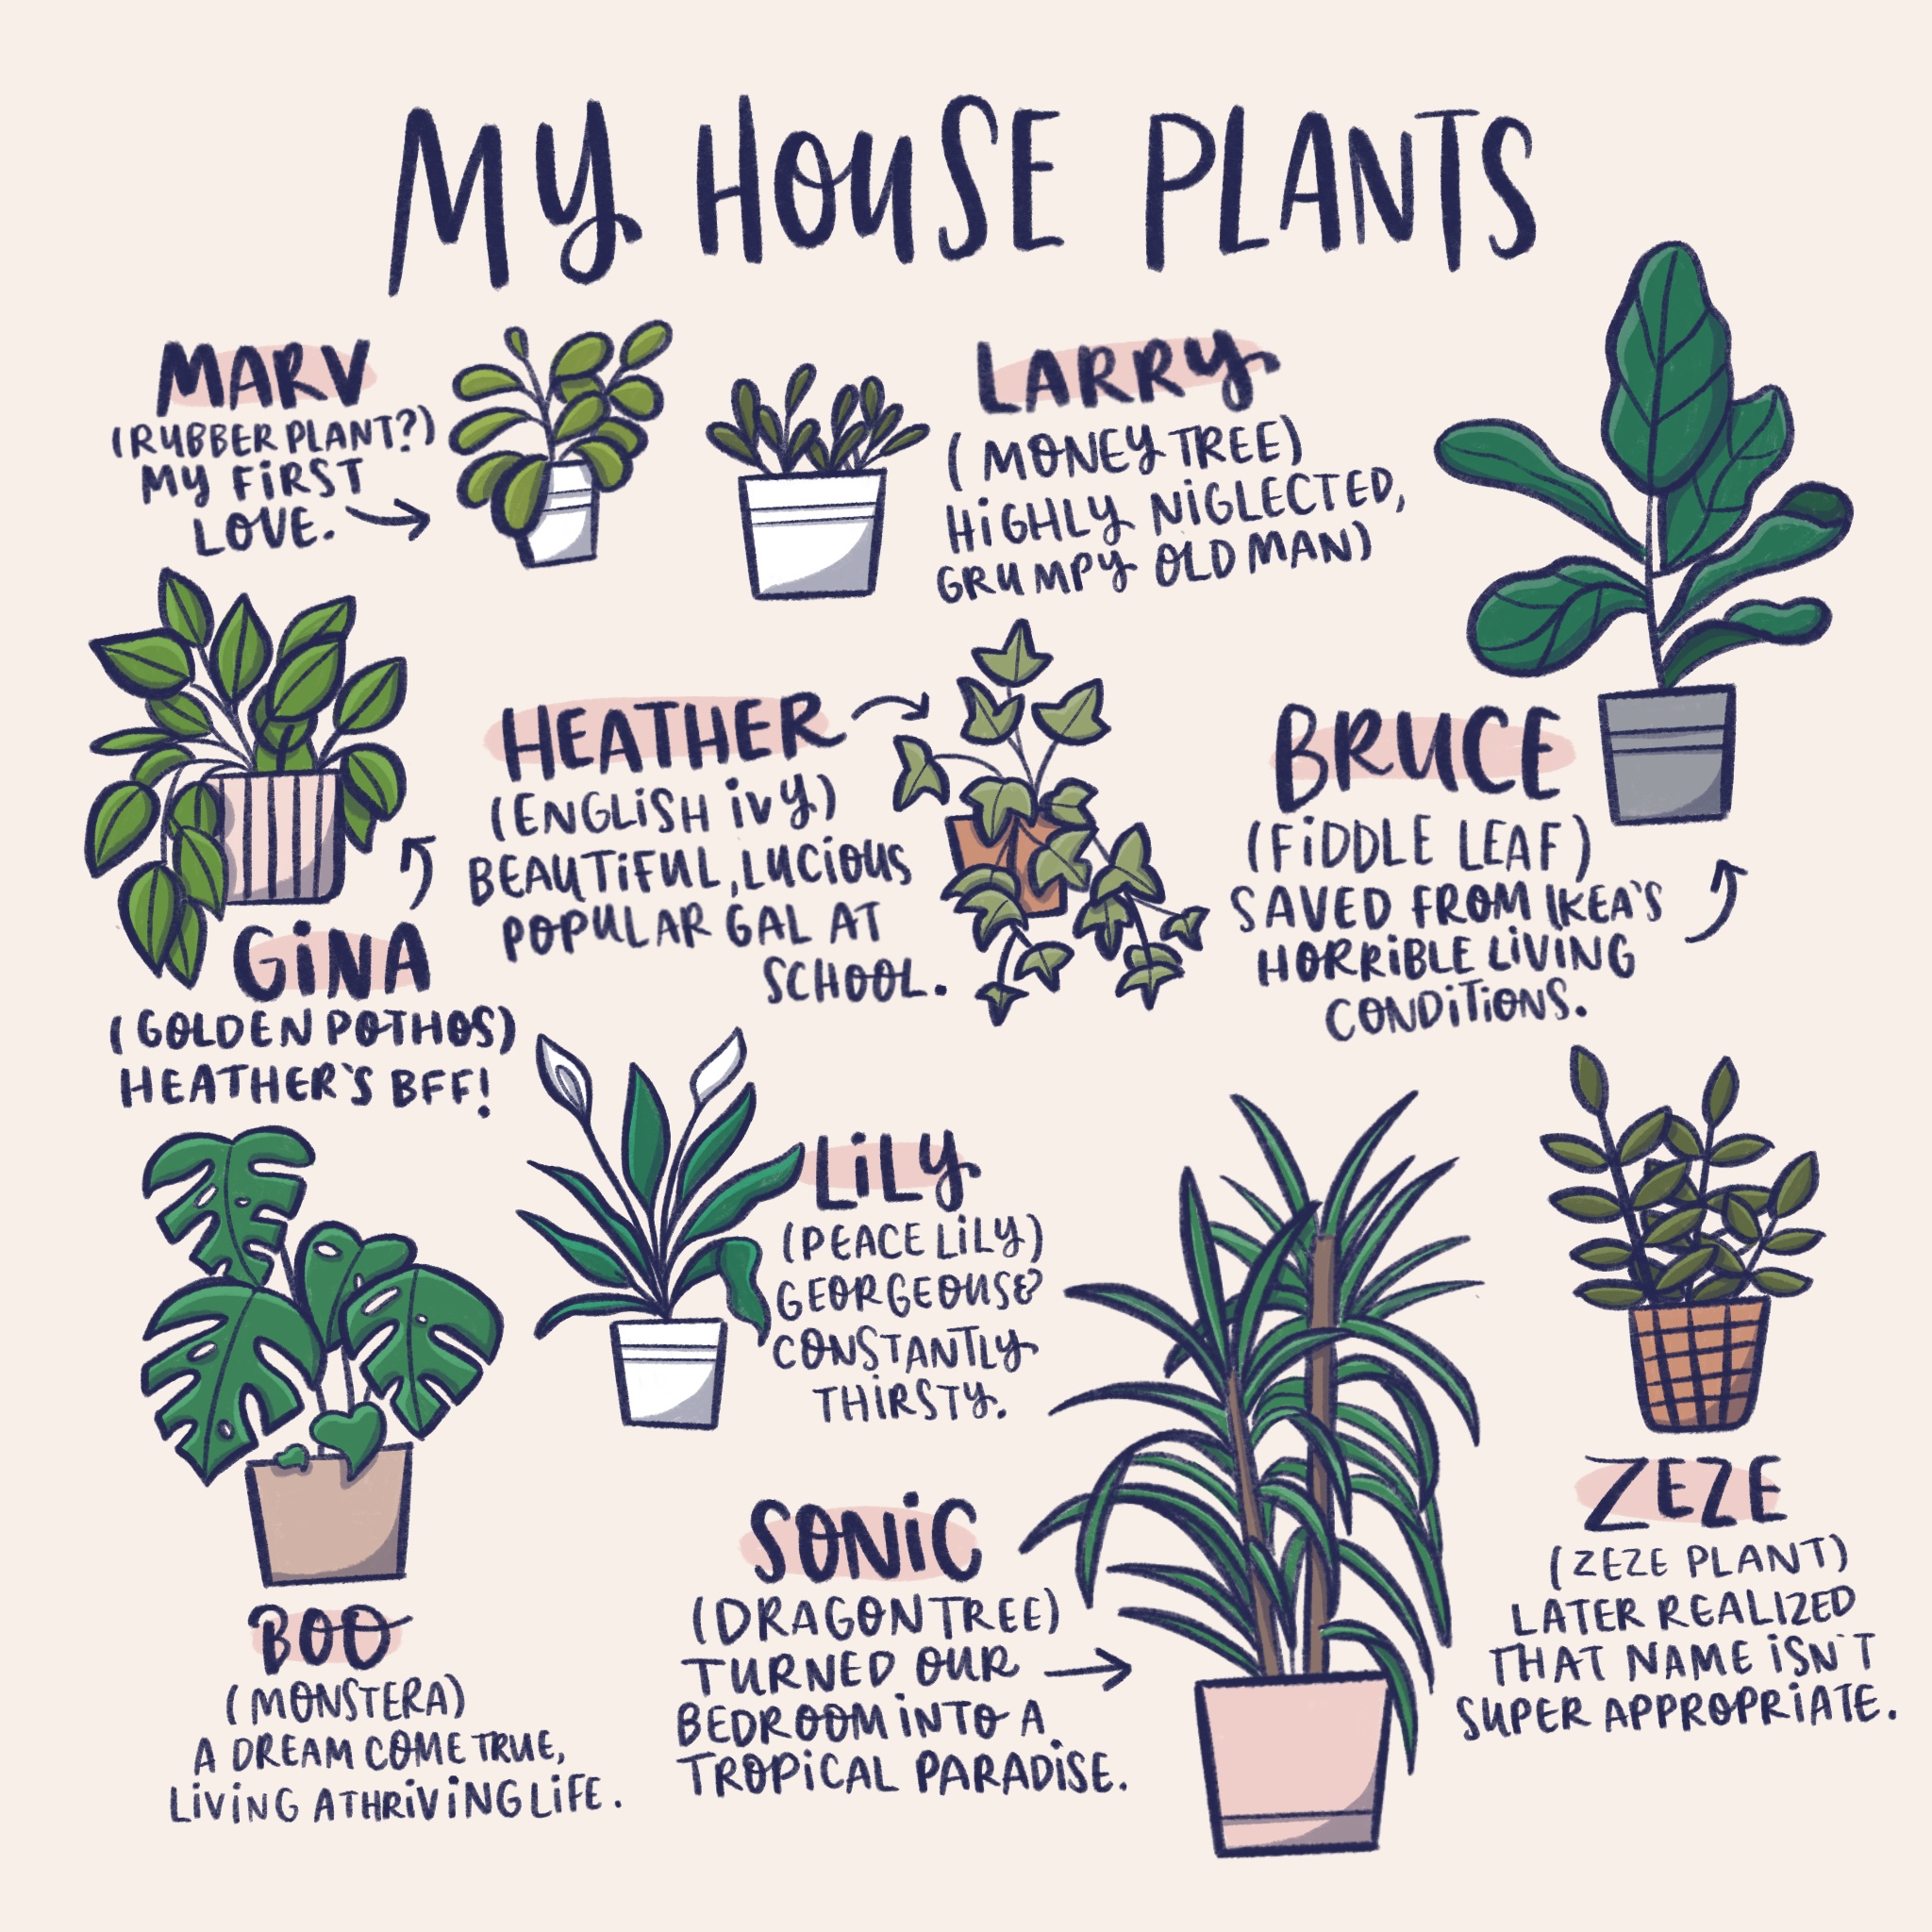 MY HOUSE PLANTS
MARV
(RUBBER PLANT?)
MY FIRST
LOVE.
LARRY
(MONEY TREE)
HIGHLY NIGLECTED,
GRUMPY OLD MAN)
HEATHER
(ENGLISH IVY)
BEAUTIFUL, LUCIOUS
POPULAR GAL AT
SCHOOL.
BRUCE
(FIDDLE LEAF)
SAVED FROM IKEA'S
HORRIBLE LIVING
CONDITIONS.
GINA
(GOLDEN POTHOS)
HEATHER'S BFF!
LILY
(PEACE LILY)
GEORGEOUS &
CONSTANTLY
THIRSTY.
BOO
(MONSTERA)
A DREAM COME TRUE,
LIVING A THRIVING LIFE.
SONIC
(DRAGON TREE)
TURNED OUR
BEDROOM INTO A
TROPICAL PARADISE.
ZEZE
(ZEZE PLANT)
LATER REALIZED
THAT NAME ISN'T
SUPER APPROPRIATE.